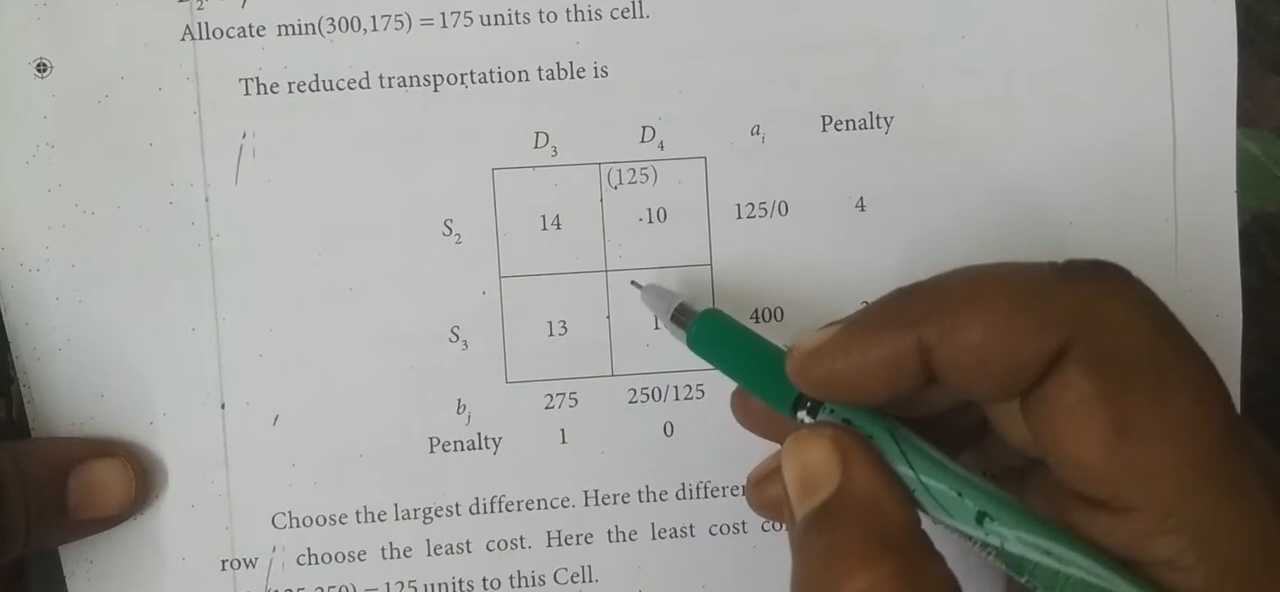 Allocate min(300,175) = 175 units to this cell.
The reduced transportation table is
D3 D4 ai Penalty
(125)
S2 14 10 125/0 4
S3 13 400
bj 275 250/125
Penalty 1 0
Choose the largest difference. Here the
row choose the least cost. Here the least cost
125 units to this Cell.